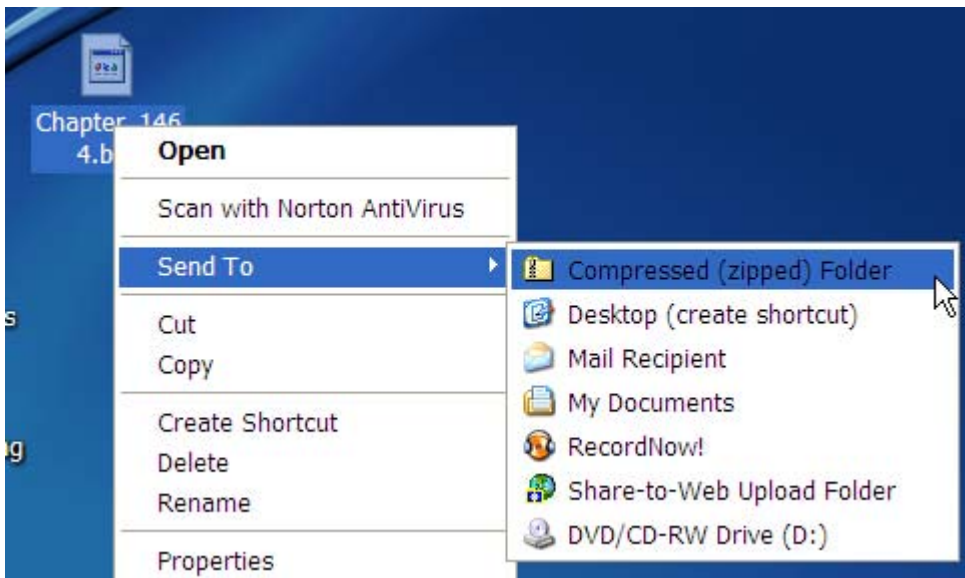 Chapter_146
4.b
Open
Scan with Norton AntiVirus
Send To
Cut
Copy
Create Shortcut
Delete
Rename
Properties
Compressed (zipped) Folder
Desktop (create shortcut)
Mail Recipient
My Documents
RecordNow!
Share-to-Web Upload Folder
DVD/CD-RW Drive (D:)
s
ng